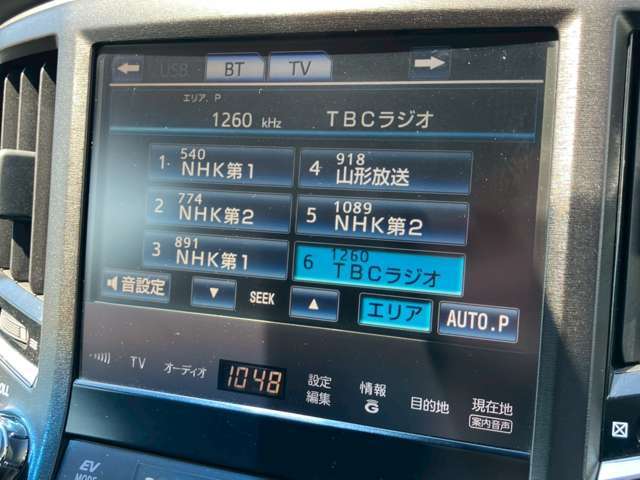 USB BT TV
エリア. P
1260 kHz TBCラジオ
1 540 NHK第1
4 918 山形放送
2 774 NHK第2
5 1089 NHK第2
3 891 NHK第1
6 1260 TBCラジオ
音設定 ▼ SEEK ▲ エリア AUTO.P
TV オーディオ 10:48 設定編集 情報 G 目的地 現在地 案内音声
EV
MODE